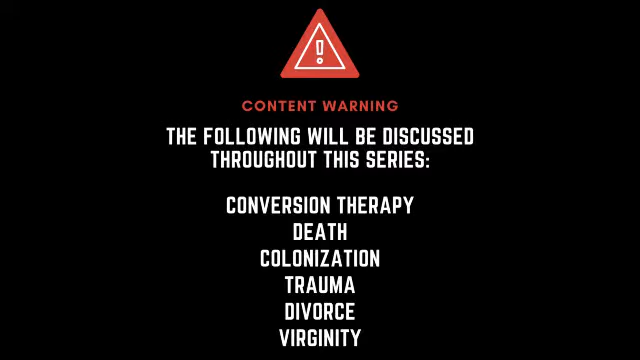 CONTENT WARNING
THE FOLLOWING WILL BE DISCUSSED
THROUGHOUT THIS SERIES:
CONVERSION THERAPY
DEATH
COLONIZATION
TRAUMA
DIVORCE
VIRGINITY